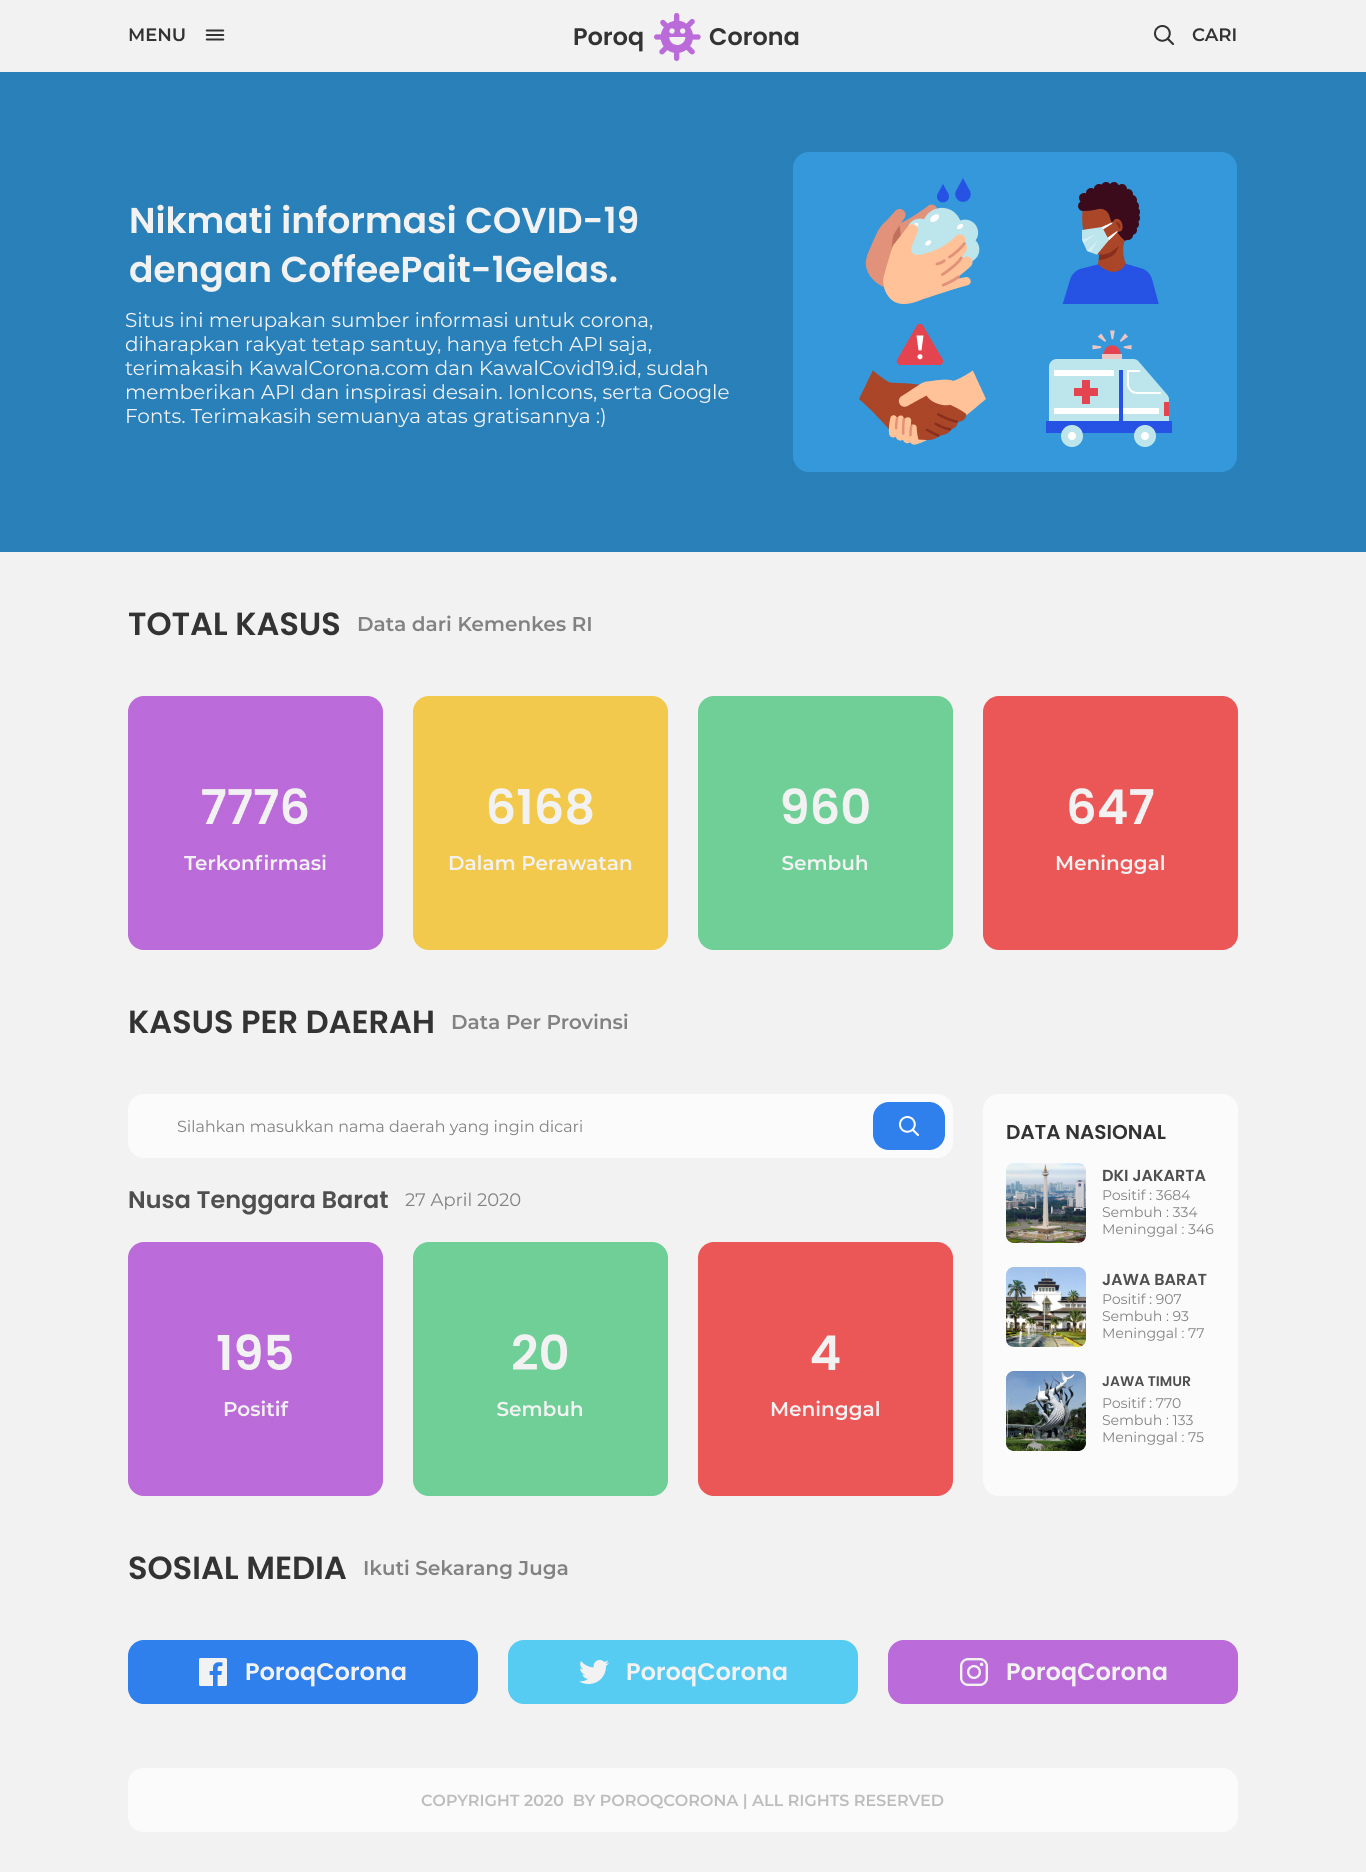 MENU
Poroq Corona
CARI
Nikmati informasi COVID-19
dengan CoffeePait-1Gelas.
Situs ini merupakan sumber informasi untuk corona,
diharapkan rakyat tetap santuy, hanya fetch API saja,
terimakasih KawalCorona.com dan KawalCovid19.id, sudah
memberikan API dan inspirasi desain. IonIcons, serta Google
Fonts. Terimakasih semuanya atas gratisannya :)
TOTAL KASUS Data dari Kemenkes RI
7776
Terkonfirmasi
6168
Dalam Perawatan
960
Sembuh
647
Meninggal
KASUS PER DAERAH Data Per Provinsi
Silahkan masukkan nama daerah yang ingin dicari
Nusa Tenggara Barat 27 April 2020
195
Positif
20
Sembuh
4
Meninggal
DATA NASIONAL
DKI JAKARTA
Positif : 3684
Sembuh : 334
Meninggal : 346
JAWA BARAT
Positif : 907
Sembuh : 93
Meninggal : 77
JAWA TIMUR
Positif : 770
Sembuh : 133
Meninggal : 75
SOSIAL MEDIA Ikuti Sekarang Juga
PoroqCorona
PoroqCorona
PoroqCorona
COPYRIGHT 2020 BY POROQCORONA | ALL RIGHTS RESERVED